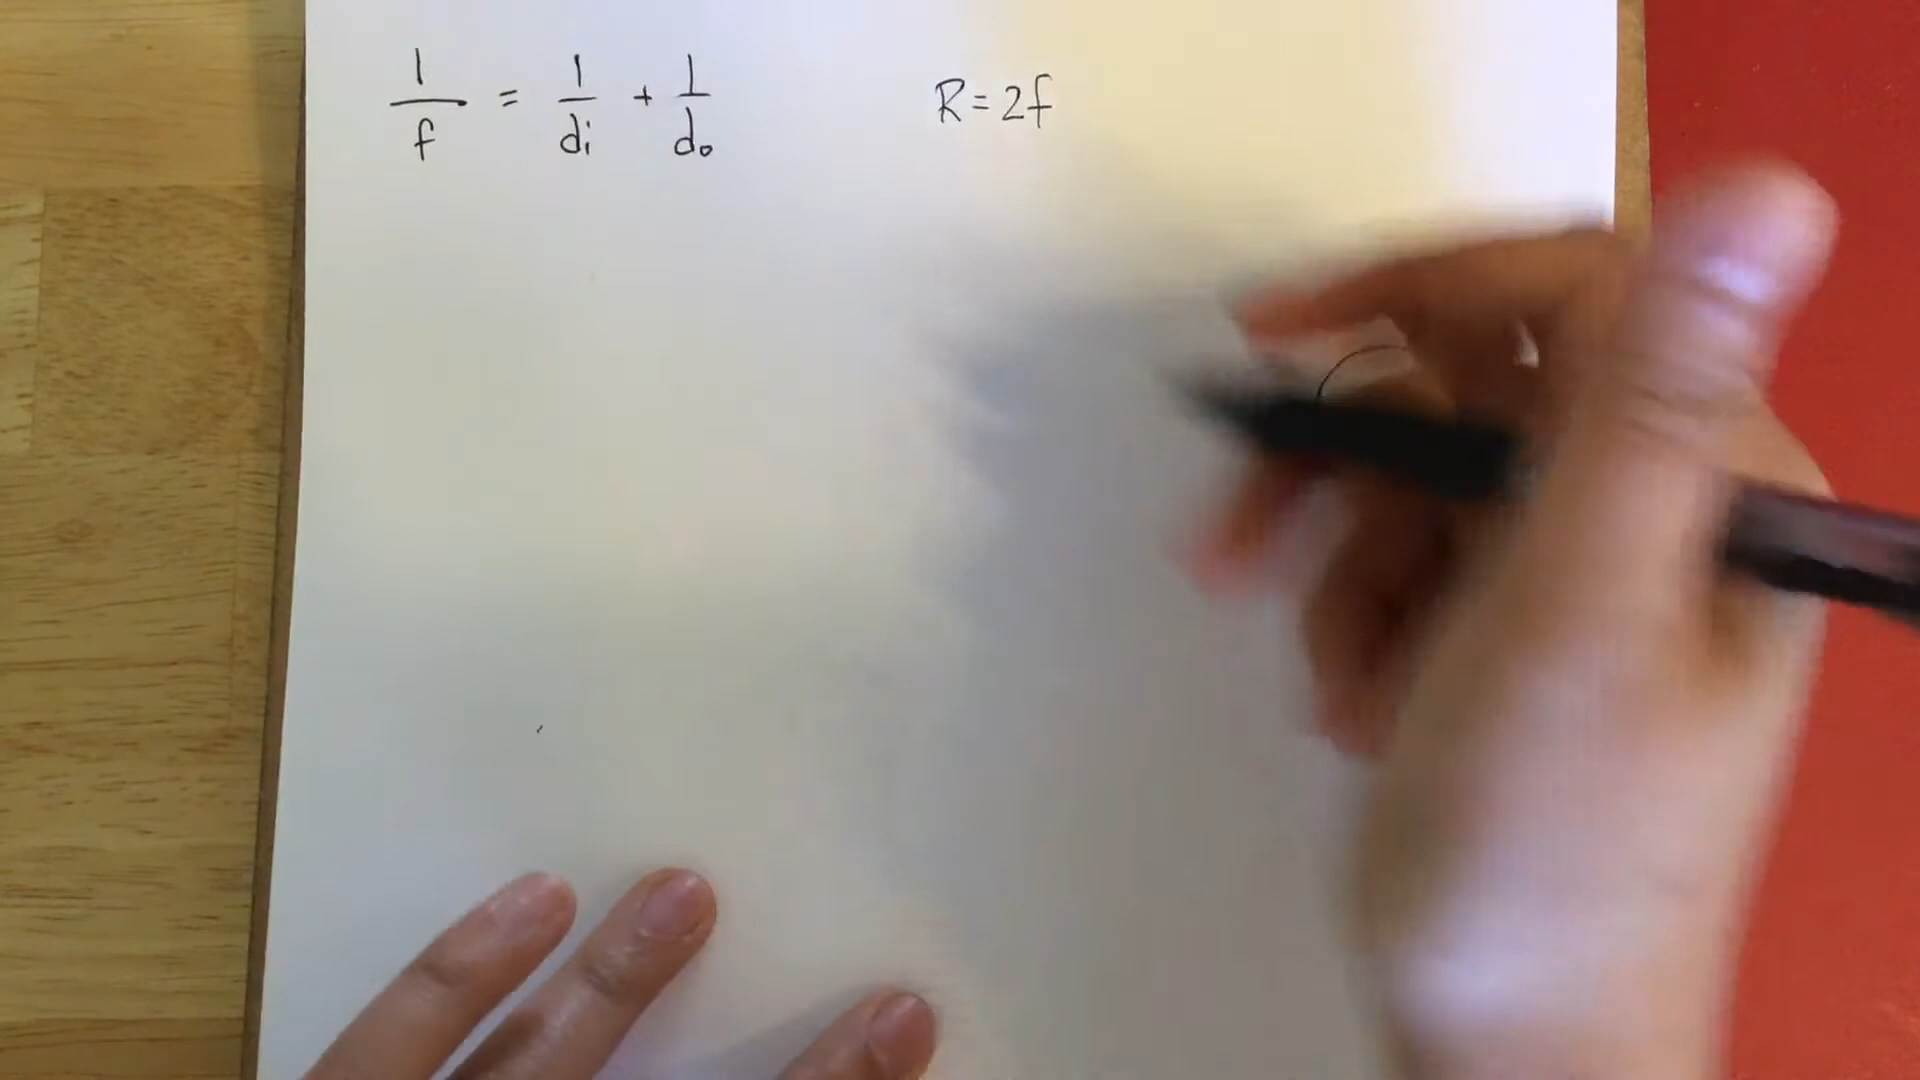 1/f = 1/di + 1/do
R = 2f